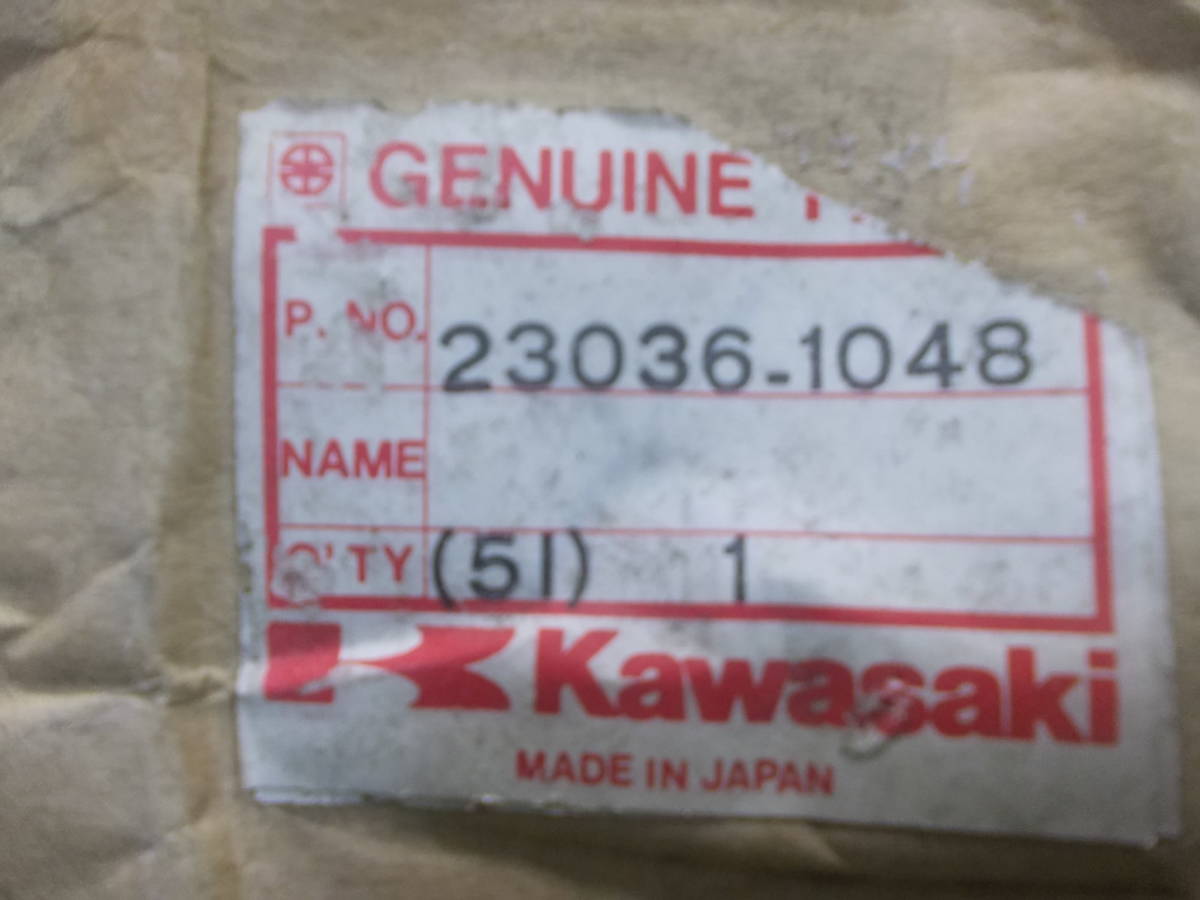 GENUINE
P. NO. 23036-1048
NAME
Q'TY (51) 1
Kawasaki
MADE IN JAPAN